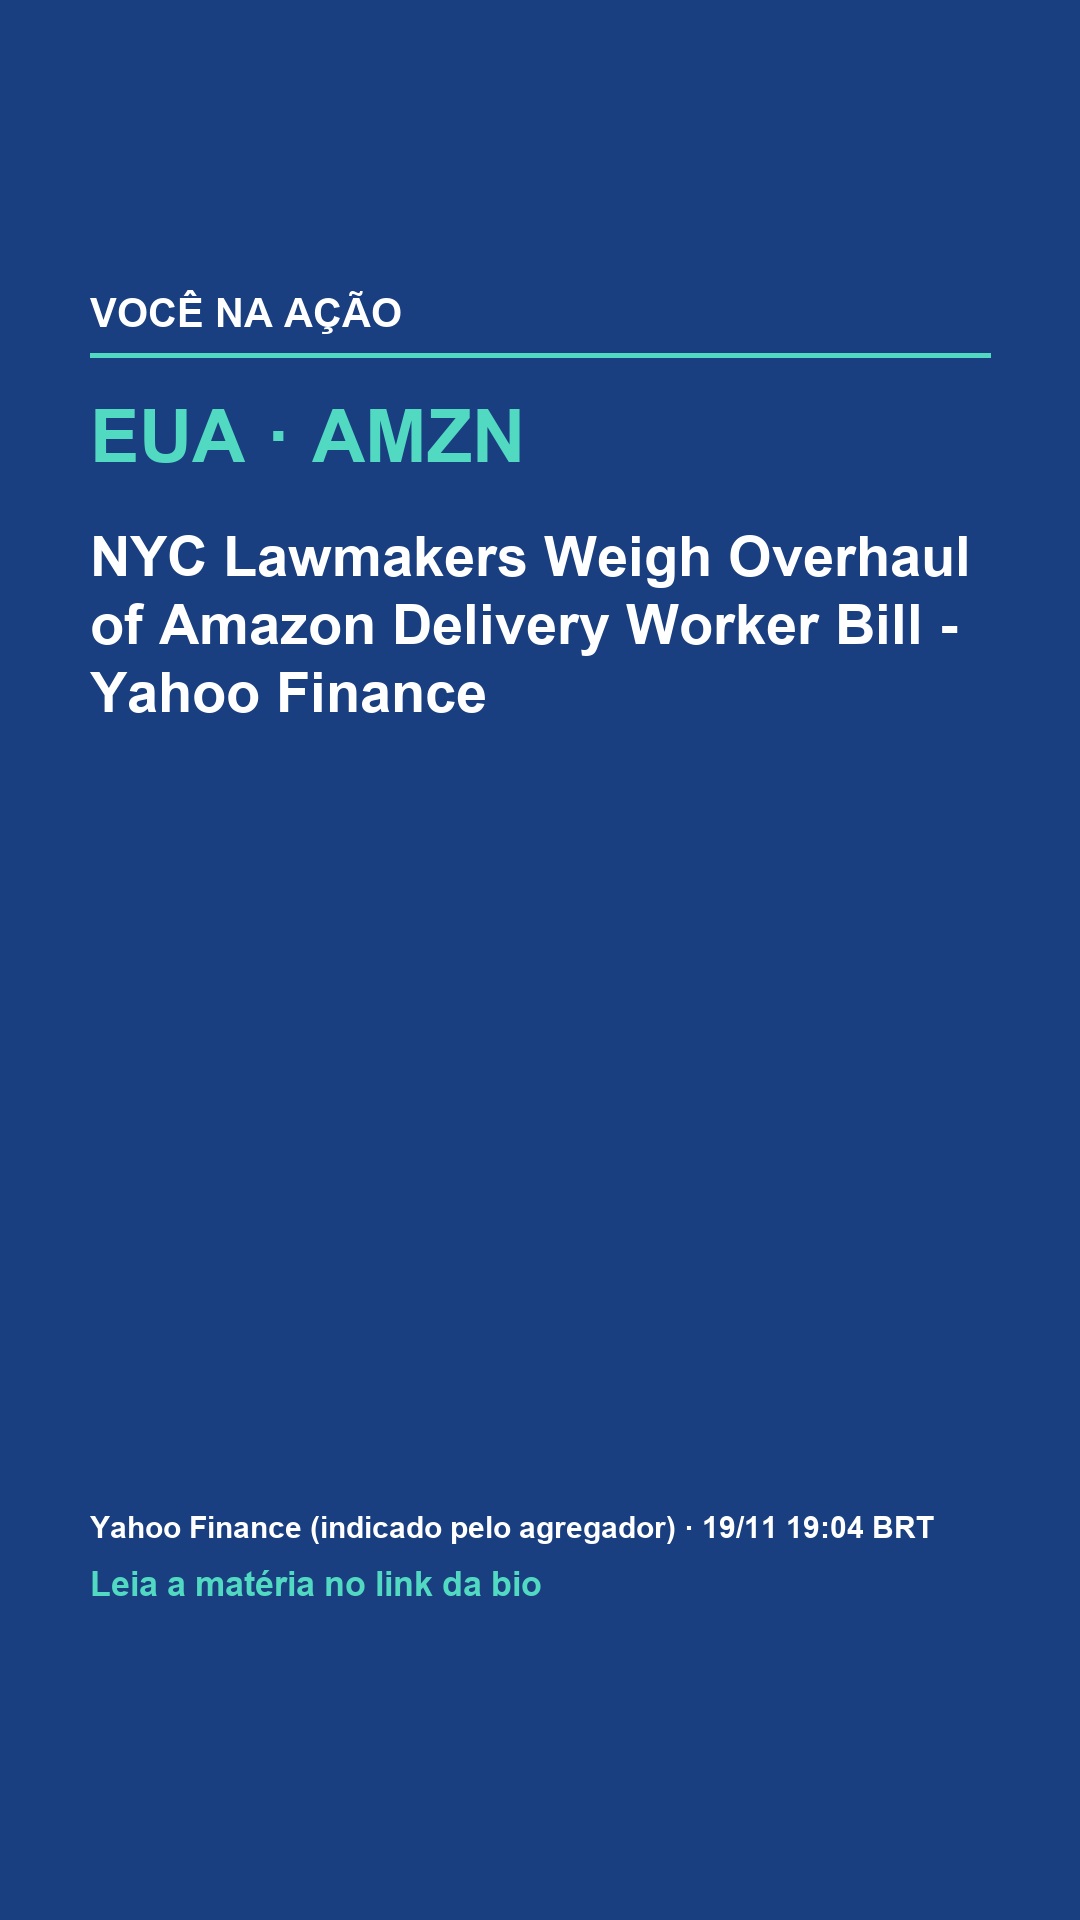 VOCÊ NA AÇÃO
EUA · AMZN
NYC Lawmakers Weigh Overhaul
of Amazon Delivery Worker Bill -
Yahoo Finance
Yahoo Finance (indicado pelo agregador) · 19/11 19:04 BRT
Leia a matéria no link da bio